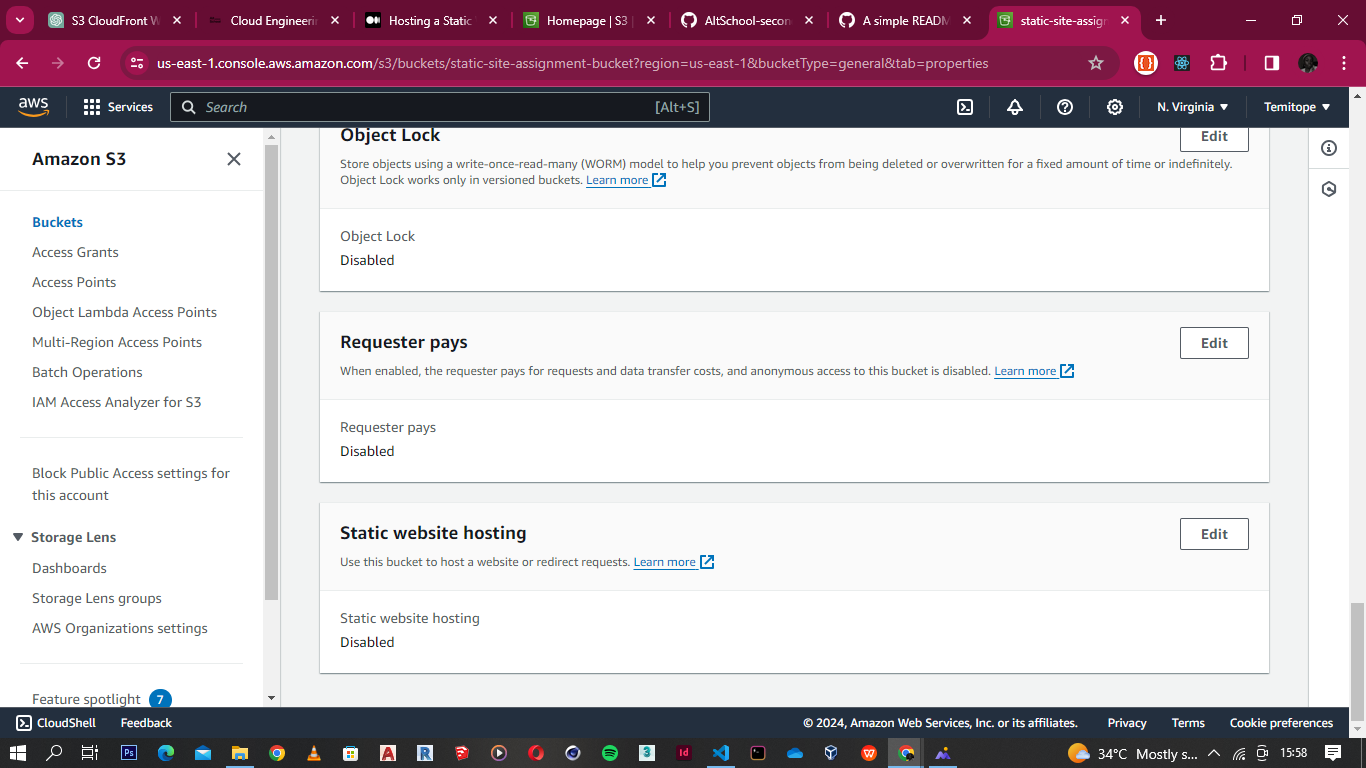 S3 CloudFront W
Cloud Engineerin
Hosting a Static
Homepage | S3 |
AltSchool-secon
A simple READM
static-site-assign
us-east-1.console.aws.amazon.com/s3/buckets/static-site-assignment-bucket?region=us-east-1&bucketType=general&tab=properties
aws
Services
Search
[Alt+S]
N. Virginia
Temitope
Amazon S3
Buckets
Access Grants
Access Points
Object Lambda Access Points
Multi-Region Access Points
Batch Operations
IAM Access Analyzer for S3
Block Public Access settings for
this account
Storage Lens
Dashboards
Storage Lens groups
AWS Organizations settings
Feature spotlight 7
Object Lock
Edit
Store objects using a write-once-read-many (WORM) model to help you prevent objects from being deleted or overwritten for a fixed amount of time or indefinitely.
Object Lock works only in versioned buckets. Learn more
Object Lock
Disabled
Requester pays
Edit
When enabled, the requester pays for requests and data transfer costs, and anonymous access to this bucket is disabled. Learn more
Requester pays
Disabled
Static website hosting
Edit
Use this bucket to host a website or redirect requests. Learn more
Static website hosting
Disabled
CloudShell
Feedback
© 2024, Amazon Web Services, Inc. or its affiliates.
Privacy
Terms
Cookie preferences
34°C Mostly s...
15:58